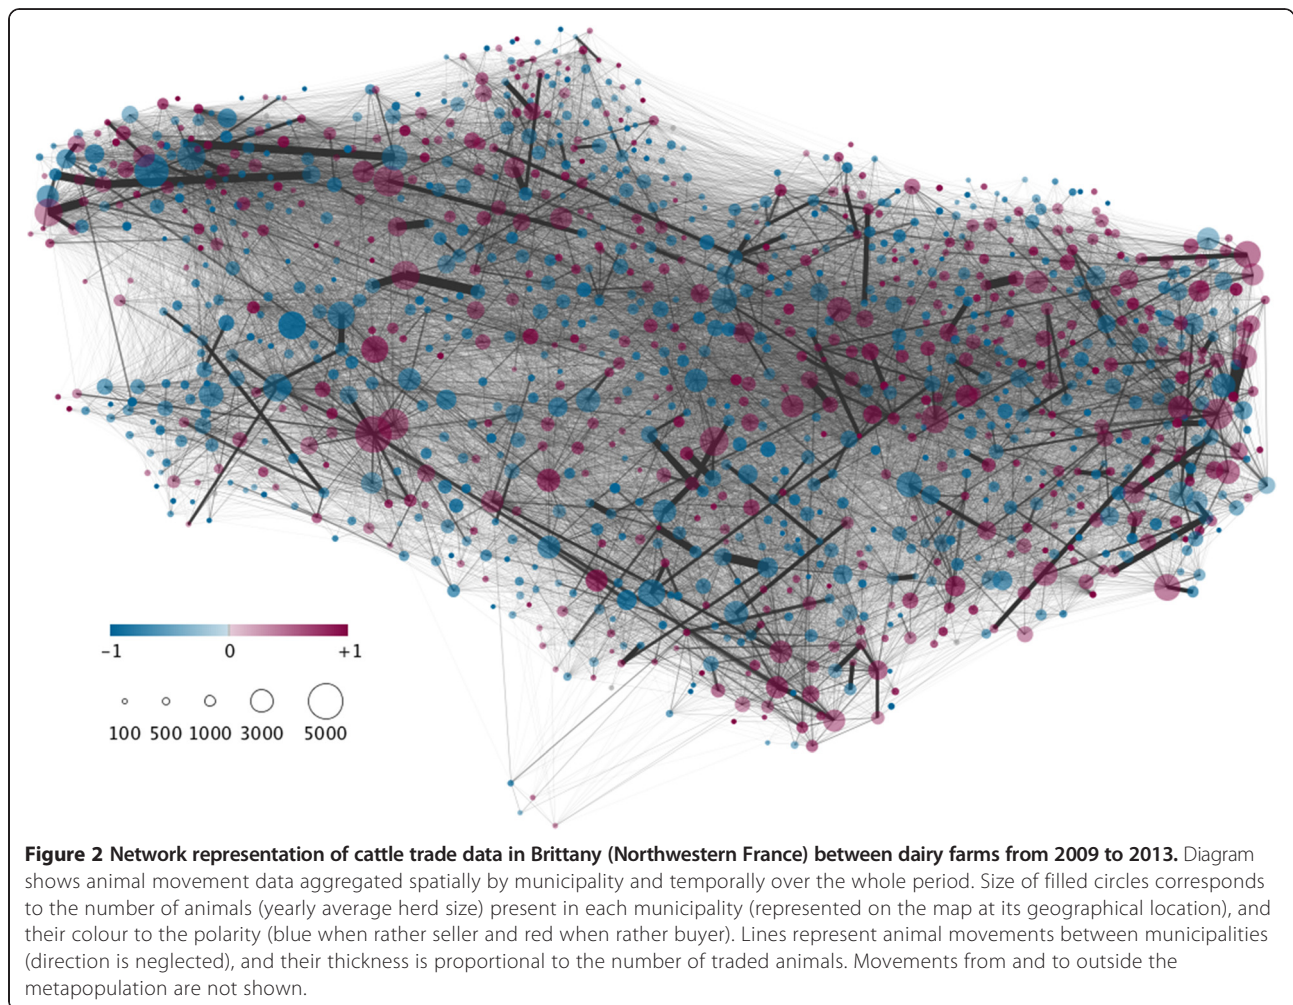 −1 0 +1
100 500 1000 3000 5000
Figure 2 Network representation of cattle trade data in Brittany (Northwestern France) between dairy farms from 2009 to 2013. Diagram
shows animal movement data aggregated spatially by municipality and temporally over the whole period. Size of filled circles corresponds
to the number of animals (yearly average herd size) present in each municipality (represented on the map at its geographical location), and
their colour to the polarity (blue when rather seller and red when rather buyer). Lines represent animal movements between municipalities
(direction is neglected), and their thickness is proportional to the number of traded animals. Movements from and to outside the
metapopulation are not shown.